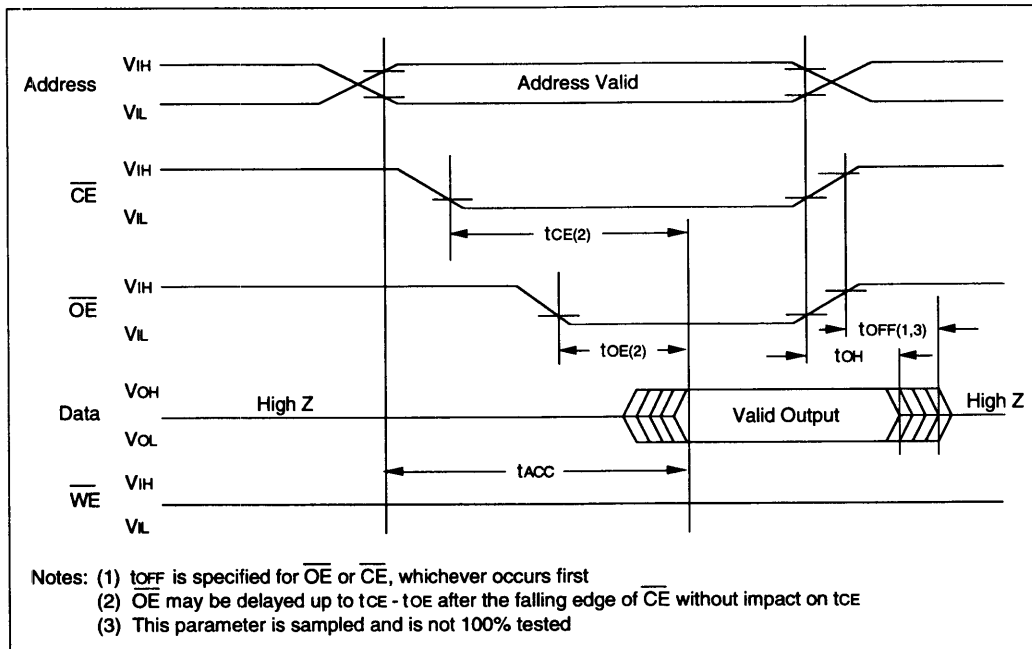 VIH
Address
Address Valid
VIL
VIH
CE
VIL
tCE(2)
VIH
OE
VIL
tOE(2)
tOFF(1,3)
tOH
VOH
High Z
Data
Valid Output
High Z
VOL
tACC
VIH
WE
VIL
Notes: (1) tOFF is specified for OE or CE, whichever occurs first
(2) OE may be delayed up to tCE - tOE after the falling edge of CE without impact on tCE
(3) This parameter is sampled and is not 100% tested